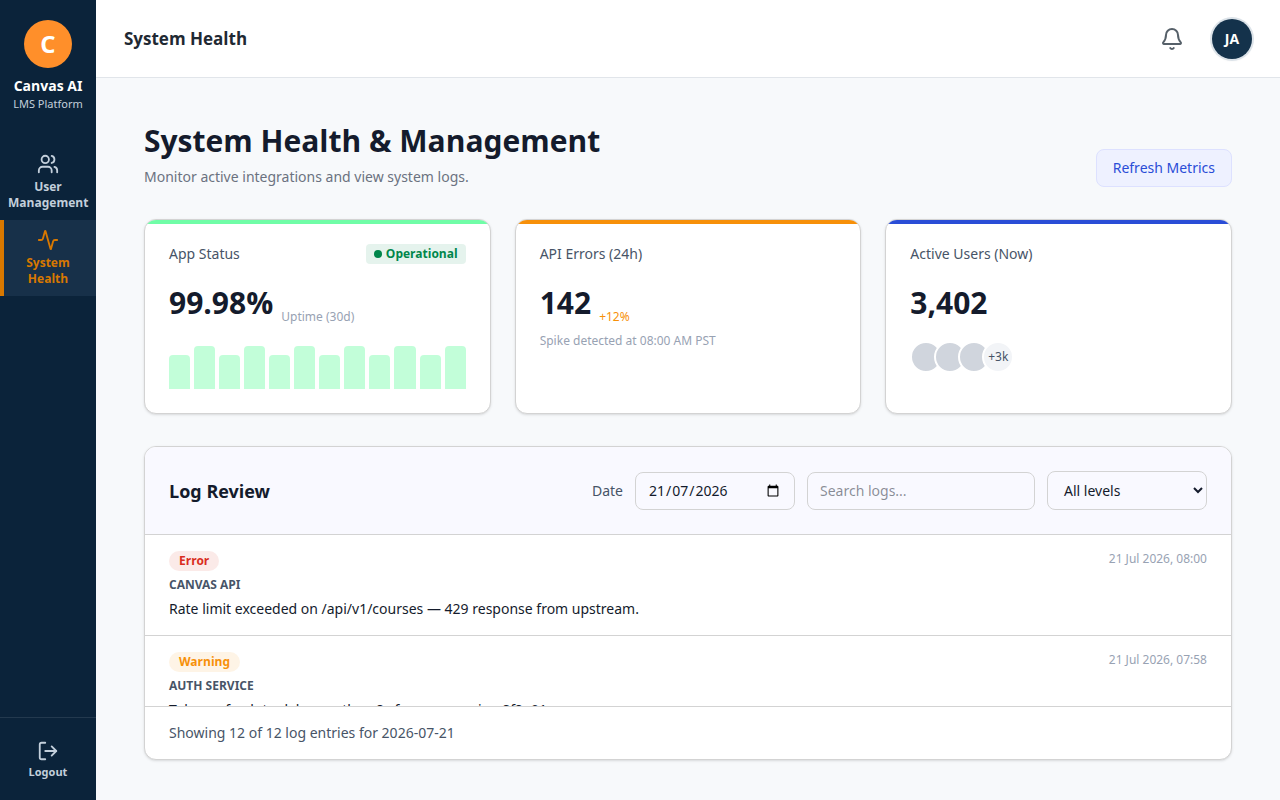 C
Canvas AI
LMS Platform
User
Management
System
Health
Logout
System Health
JA
System Health & Management
Monitor active integrations and view system logs.
Refresh Metrics
App Status
Operational
99.98% Uptime (30d)
API Errors (24h)
142 +12%
Spike detected at 08:00 AM PST
Active Users (Now)
3,402
+3k
Log Review
Date
21/07/2026
Search logs...
All levels
Error
21 Jul 2026, 08:00
CANVAS API
Rate limit exceeded on /api/v1/courses — 429 response from upstream.
Warning
21 Jul 2026, 07:58
AUTH SERVICE
Showing 12 of 12 log entries for 2026-07-21